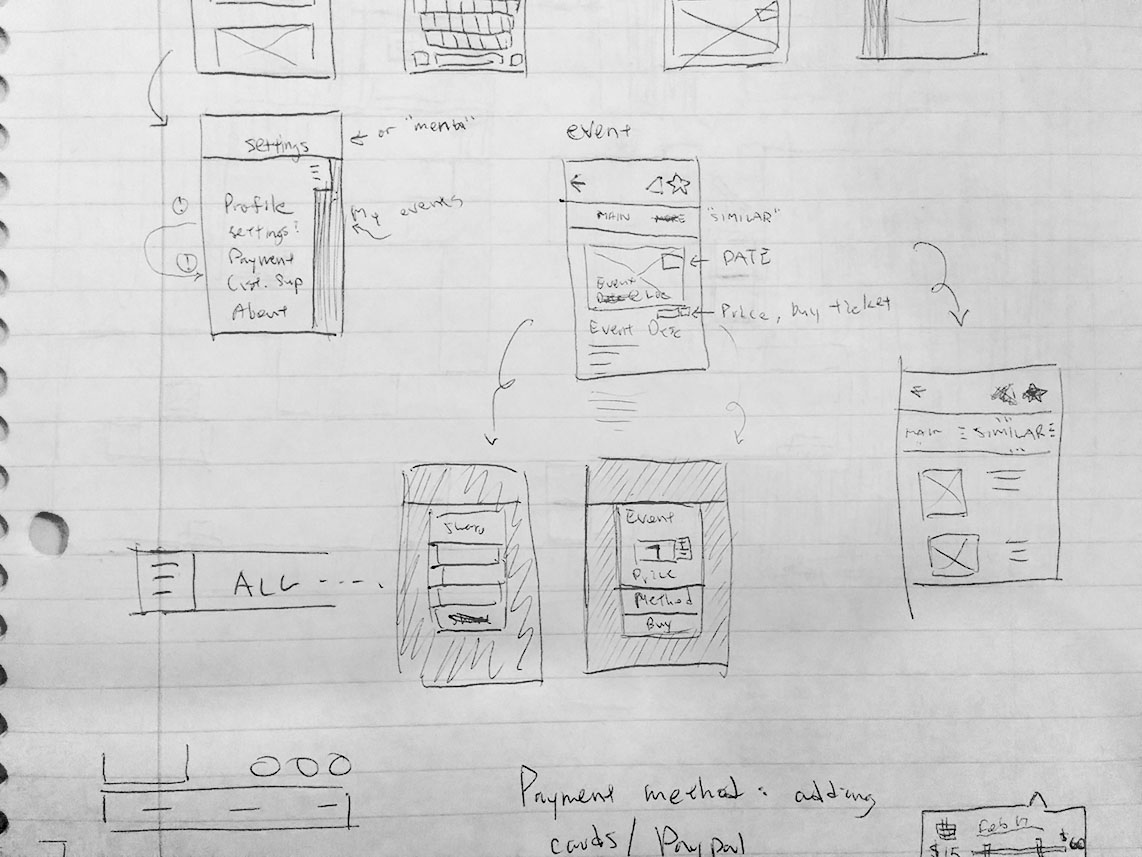 settings
← or "menu"
Profile
settings?
Payment
Cust. Sup
About
My events
event
MAIN
"SIMILAR"
DATE
Event
@ Loc
Price, buy ticket
Event Desc
MAIN
SIMILAR
Share
Event
1
Price
Method
Buy
ALL ----.
Payment method: adding
cards/Paypal
Feb 17
$15
$60